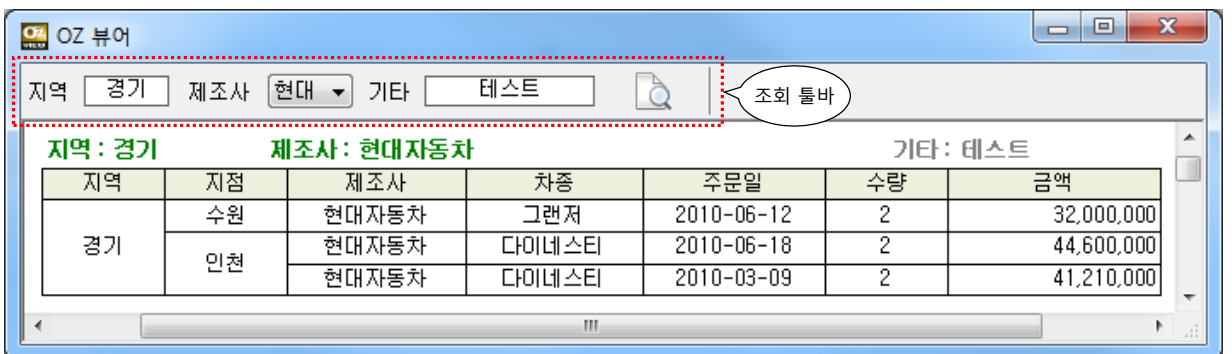 OZ 뷰어
지역 경기 제조사 현대 기타 테스트
조회 툴바
지역 : 경기 제조사 : 현대자동차 기타 : 테스트
지역 지점 제조사 차종 주문일 수량 금액
경기 수원 현대자동차 그랜저 2010-06-12 2 32,000,000
인천 현대자동차 다이네스티 2010-06-18 2 44,600,000
현대자동차 다이네스티 2010-03-09 2 41,210,000